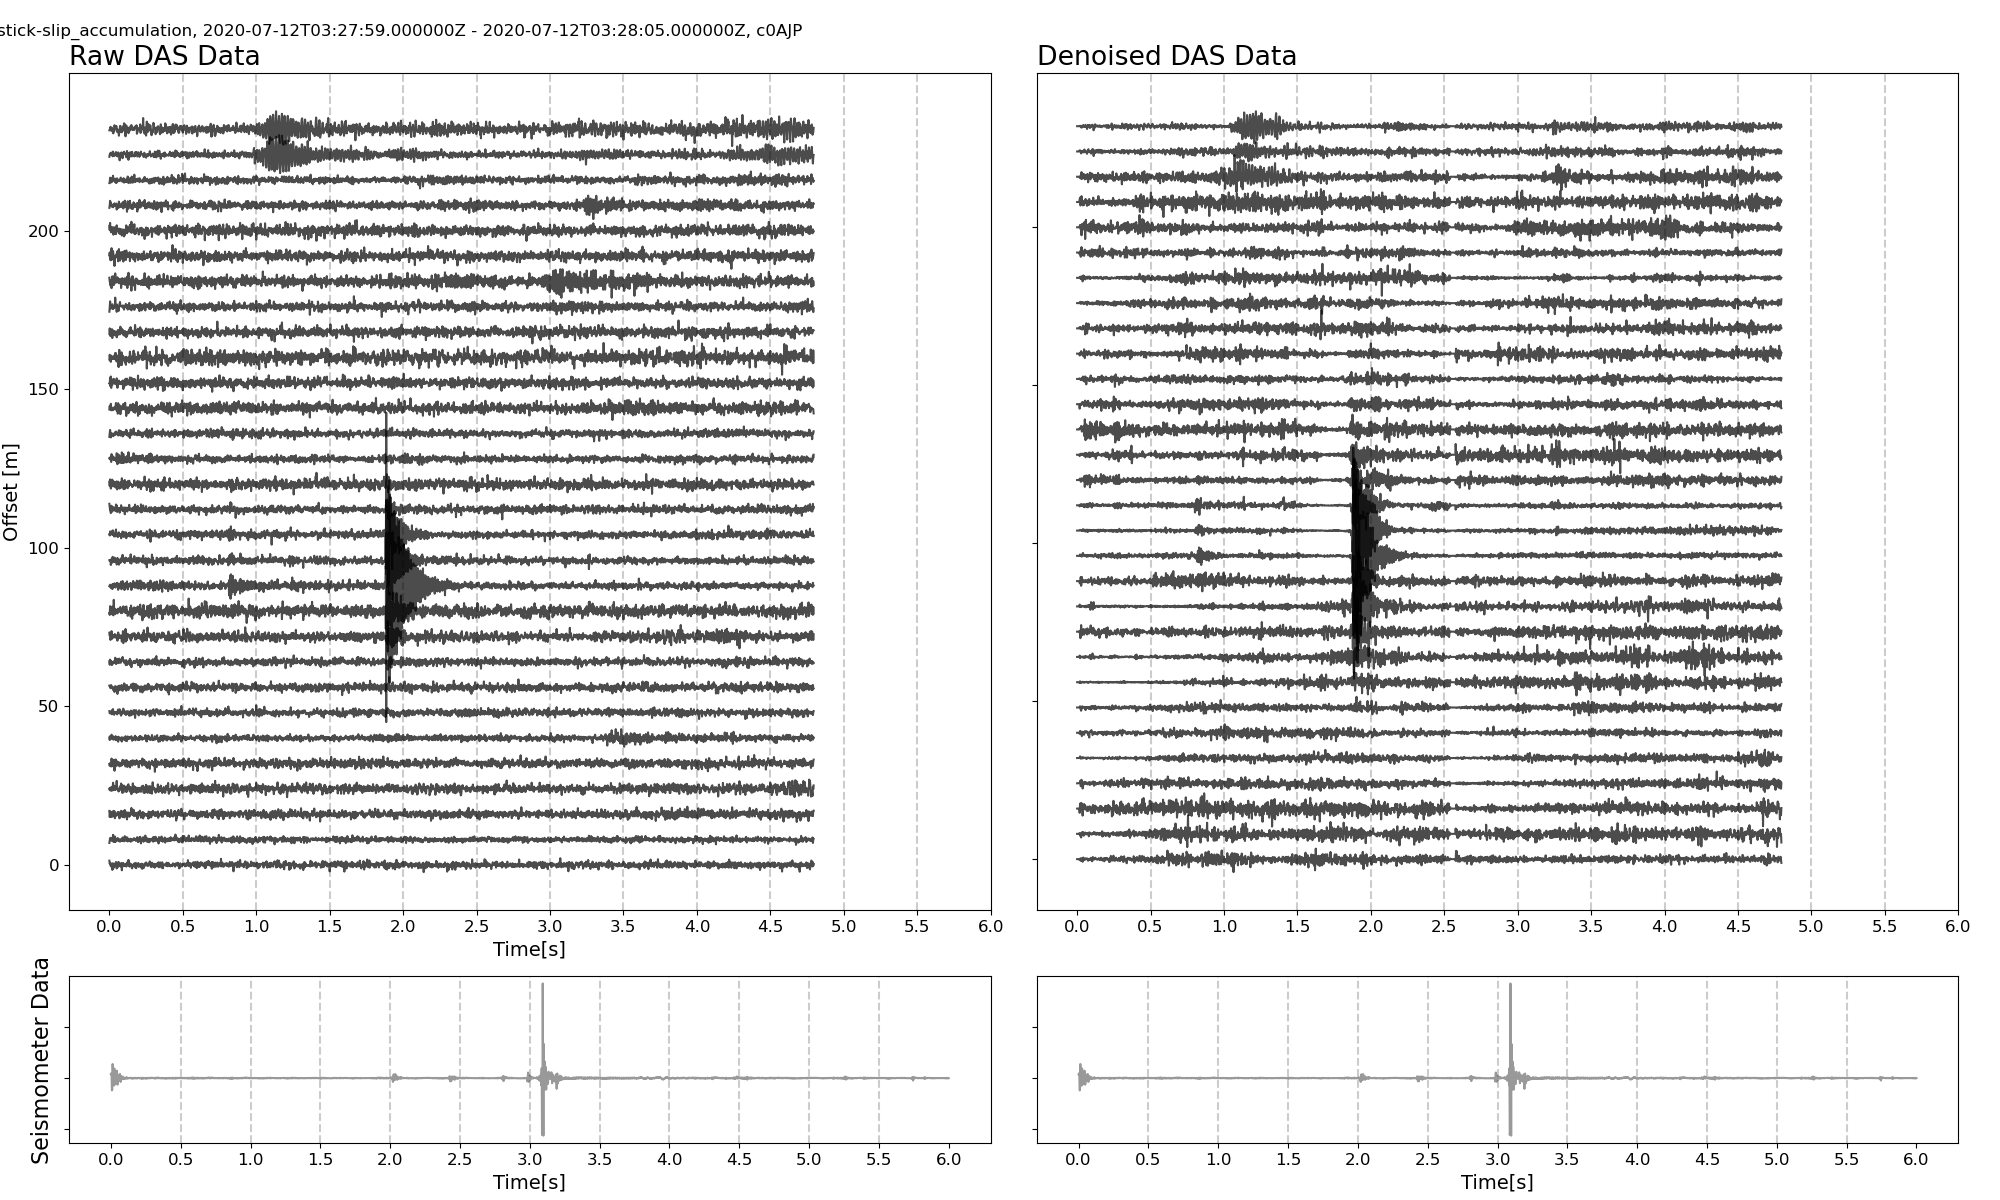 stick-slip_accumulation, 2020-07-12T03:27:59.000000Z - 2020-07-12T03:28:05.000000Z, c0AJP
Raw DAS Data
Offset [m]
200
150
100
50
0
0.0 0.5 1.0 1.5 2.0 2.5 3.0 3.5 4.0 4.5 5.0 5.5 6.0
Time[s]
Denoised DAS Data
0.0 0.5 1.0 1.5 2.0 2.5 3.0 3.5 4.0 4.5 5.0 5.5 6.0
Seismometer Data
0.0 0.5 1.0 1.5 2.0 2.5 3.0 3.5 4.0 4.5 5.0 5.5 6.0
Time[s]
0.0 0.5 1.0 1.5 2.0 2.5 3.0 3.5 4.0 4.5 5.0 5.5 6.0
Time[s]